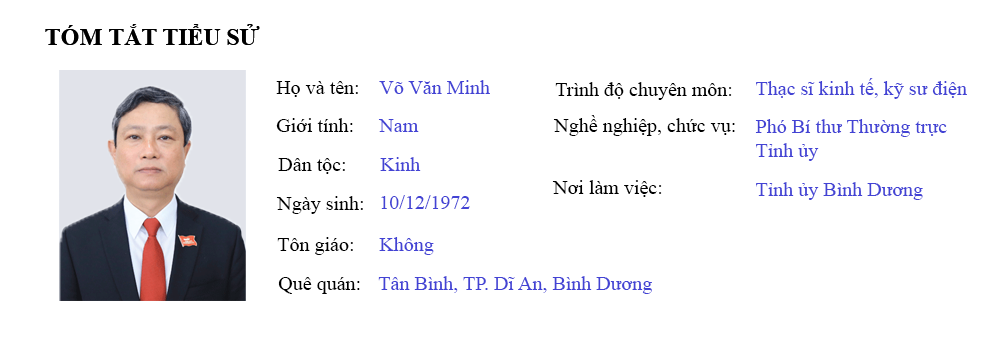 TÓM TẮT TIỂU SỬ
Họ và tên: Võ Văn Minh
Giới tính: Nam
Dân tộc: Kinh
Ngày sinh: 10/12/1972
Tôn giáo: Không
Quê quán: Tân Bình, TP. Dĩ An, Bình Dương
Trình độ chuyên môn: Thạc sĩ kinh tế, kỹ sư điện
Nghề nghiệp, chức vụ: Phó Bí thư Thường trực
Tỉnh ủy
Nơi làm việc: Tỉnh ủy Bình Dương